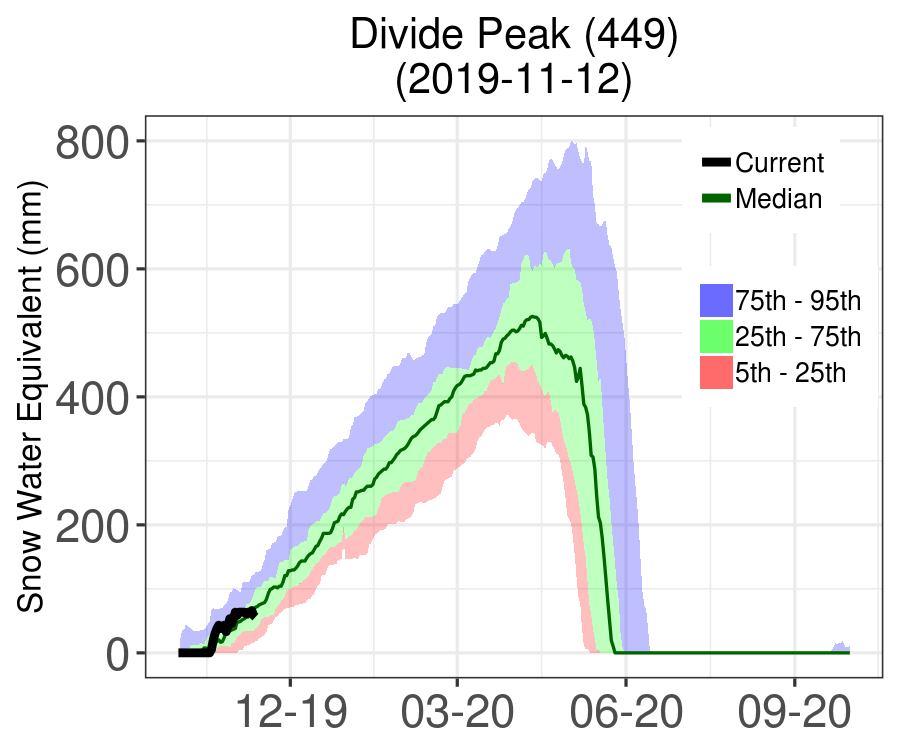 Divide Peak (449)
(2019-11-12)
Snow Water Equivalent (mm)
800
600
400
200
0
12-19
03-20
06-20
09-20
Current
Median
75th - 95th
25th - 75th
5th - 25th